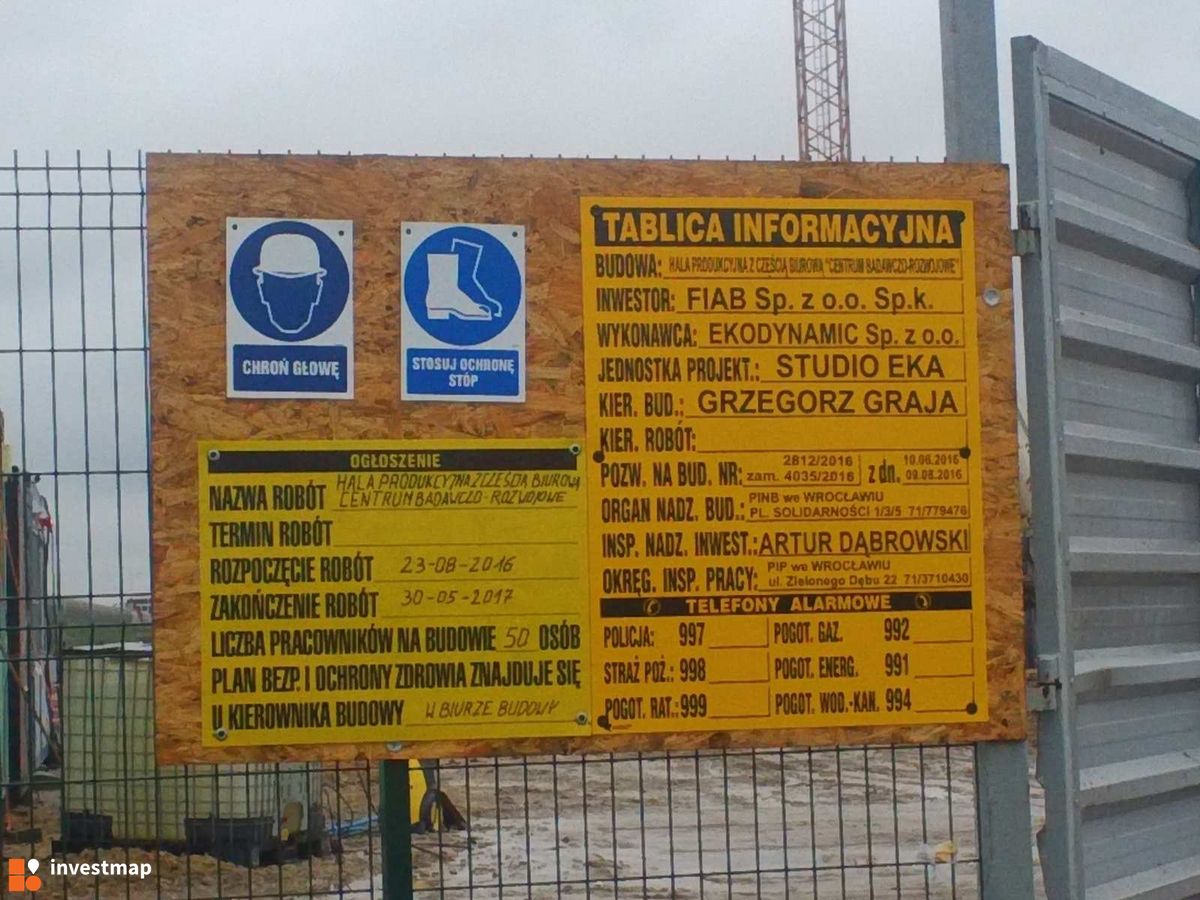 CHROŃ GŁOWĘ
STOSUJ OCHRONĘ
STÓP
OGŁOSZENIE
NAZWA ROBÓT HALA PRODUKCYJNA Z CZĘŚCIĄ BIUROWĄ
CENTRUM BADAWCZO-ROZWOJOWE
TERMIN ROBÓT
ROZPOCZĘCIE ROBÓT 23-08-2016
ZAKOŃCZENIE ROBÓT 30-05-2017
LICZBA PRACOWNIKÓW NA BUDOWIE 50 OSÓB
PLAN BEZP. I OCHRONY ZDROWIA ZNAJDUJE SIĘ
U KIEROWNIKA BUDOWY W BIURZE BUDOWY
TABLICA INFORMACYJNA
BUDOWA: HALA PRODUKCYJNA Z CZĘŚCIĄ BIUROWĄ "CENTRUM BADAWCZO-ROZWOJOWE"
INWESTOR: FIAB Sp. z o.o. Sp.k.
WYKONAWCA: EKODYNAMIC Sp. z o.o.
JEDNOSTKA PROJEKT.: STUDIO EKA
KIER. BUD.: GRZEGORZ GRAJA
KIER. ROBÓT:
POZW. NA BUD. NR: 2812/2016 z dn. 10.06.2016
zam. 4035/2016 09.08.2016
ORGAN NADZ. BUD.: PINB we WROCŁAWIU
PL. SOLIDARNOŚCI 1/3/5 71/779476
INSP. NADZ. INWEST.: ARTUR DĄBROWSKI
OKRĘG. INSP. PRACY: PIP we WROCŁAWIU
ul. Zielonego Dębu 22 71/3710430
TELEFONY ALARMOWE
POLICJA: 997 POGOT. GAZ. 992
STRAŻ POŻ.: 998 POGOT. ENERG. 991
POGOT. RAT.: 999 POGOT. WOD.-KAN. 994
investmap